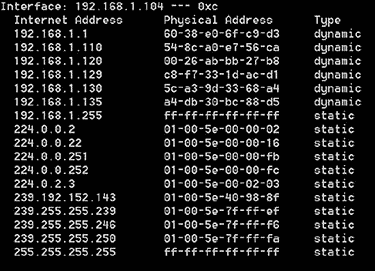 Interface: 192.168.1.104 --- 0xc
Internet Address Physical Address Type
192.168.1.1 60-38-e0-6f-c9-d3 dynamic
192.168.1.110 54-8c-a0-e7-56-ca dynamic
192.168.1.120 00-26-ab-bb-27-b8 dynamic
192.168.1.129 c8-f7-33-1d-ac-d1 dynamic
192.168.1.130 5c-a3-9d-33-68-a4 dynamic
192.168.1.135 a4-db-30-bc-88-d5 dynamic
192.168.1.255 ff-ff-ff-ff-ff-ff static
224.0.0.2 01-00-5e-00-00-02 static
224.0.0.22 01-00-5e-00-00-16 static
224.0.0.251 01-00-5e-00-00-fb static
224.0.0.252 01-00-5e-00-00-fc static
224.0.2.3 01-00-5e-00-02-03 static
239.192.152.143 01-00-5e-40-98-8f static
239.255.255.239 01-00-5e-7f-ff-ef static
239.255.255.246 01-00-5e-7f-ff-f6 static
239.255.255.250 01-00-5e-7f-ff-fa static
255.255.255.255 ff-ff-ff-ff-ff-ff static